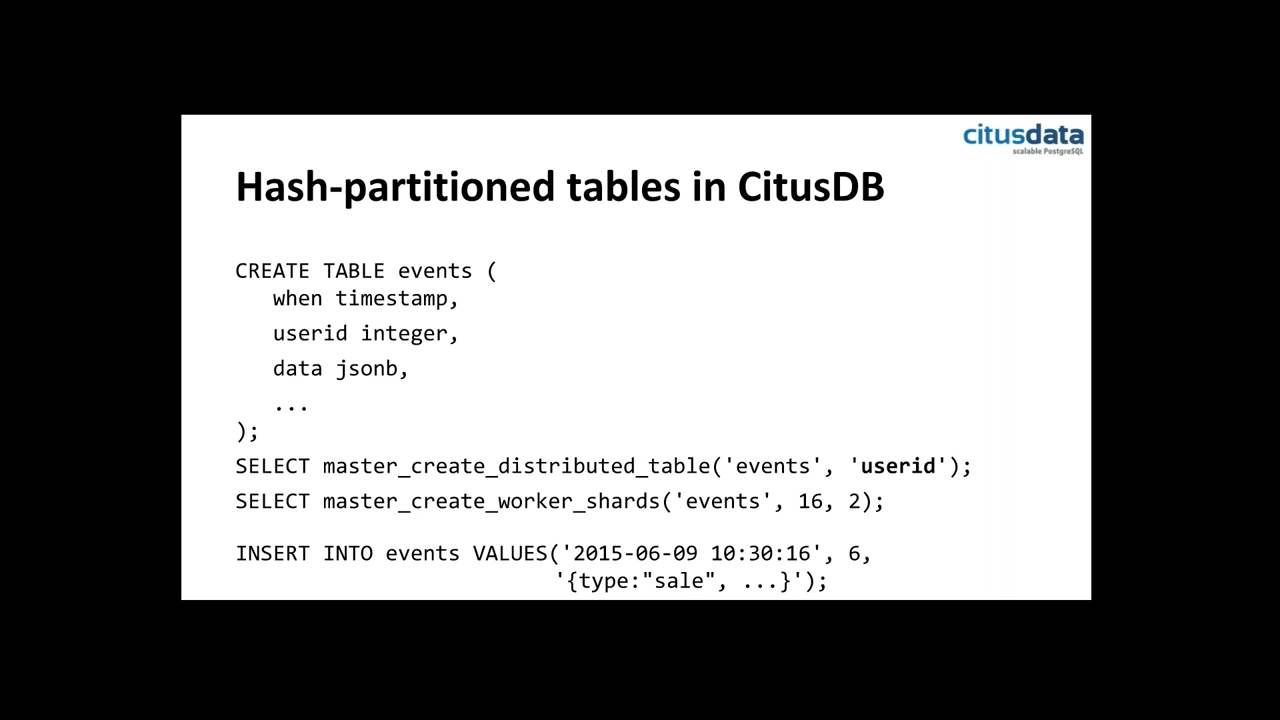 citusdata
scalable PostgreSQL
Hash-partitioned tables in CitusDB
CREATE TABLE events (
when timestamp,
userid integer,
data jsonb,
...
);
SELECT master_create_distributed_table('events', 'userid');
SELECT master_create_worker_shards('events', 16, 2);
INSERT INTO events VALUES('2015-06-09 10:30:16', 6,
'{type:"sale", ...}');